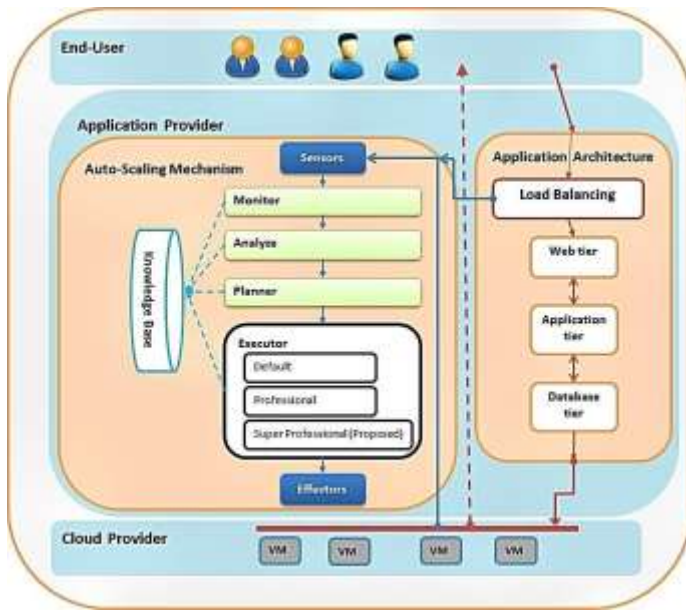 End-User
Application Provider
Auto-Scaling Mechanism
Sensors
Monitor
Analyze
Planner
Knowledge Base
Executor
Default
Professional
Super Professional (Proposed)
Effectors
Application Architecture
Load Balancing
Web tier
Application
tier
Database
tier
Cloud Provider
VM
VM
VM
VM